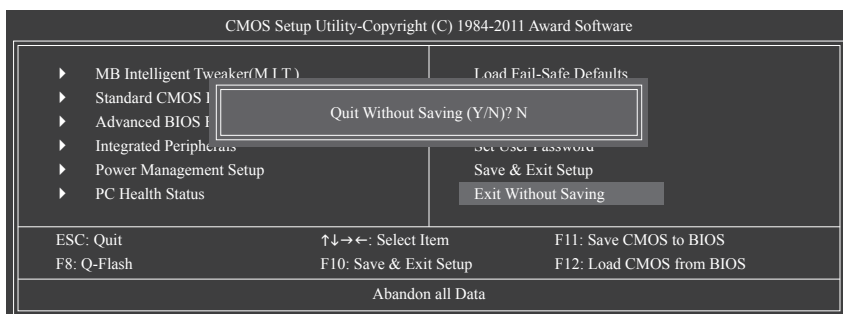 CMOS Setup Utility-Copyright (C) 1984-2011 Award Software
MB Intelligent Tweaker(M.I.T.)
Standard CMOS
Advanced BIOS
Integrated Peripherals
Power Management Setup
PC Health Status
Load Fail-Safe Defaults
Set User Password
Save & Exit Setup
Exit Without Saving
Quit Without Saving (Y/N)? N
ESC: Quit
↑↓→←: Select Item
F11: Save CMOS to BIOS
F8: Q-Flash
F10: Save & Exit Setup
F12: Load CMOS from BIOS
Abandon all Data